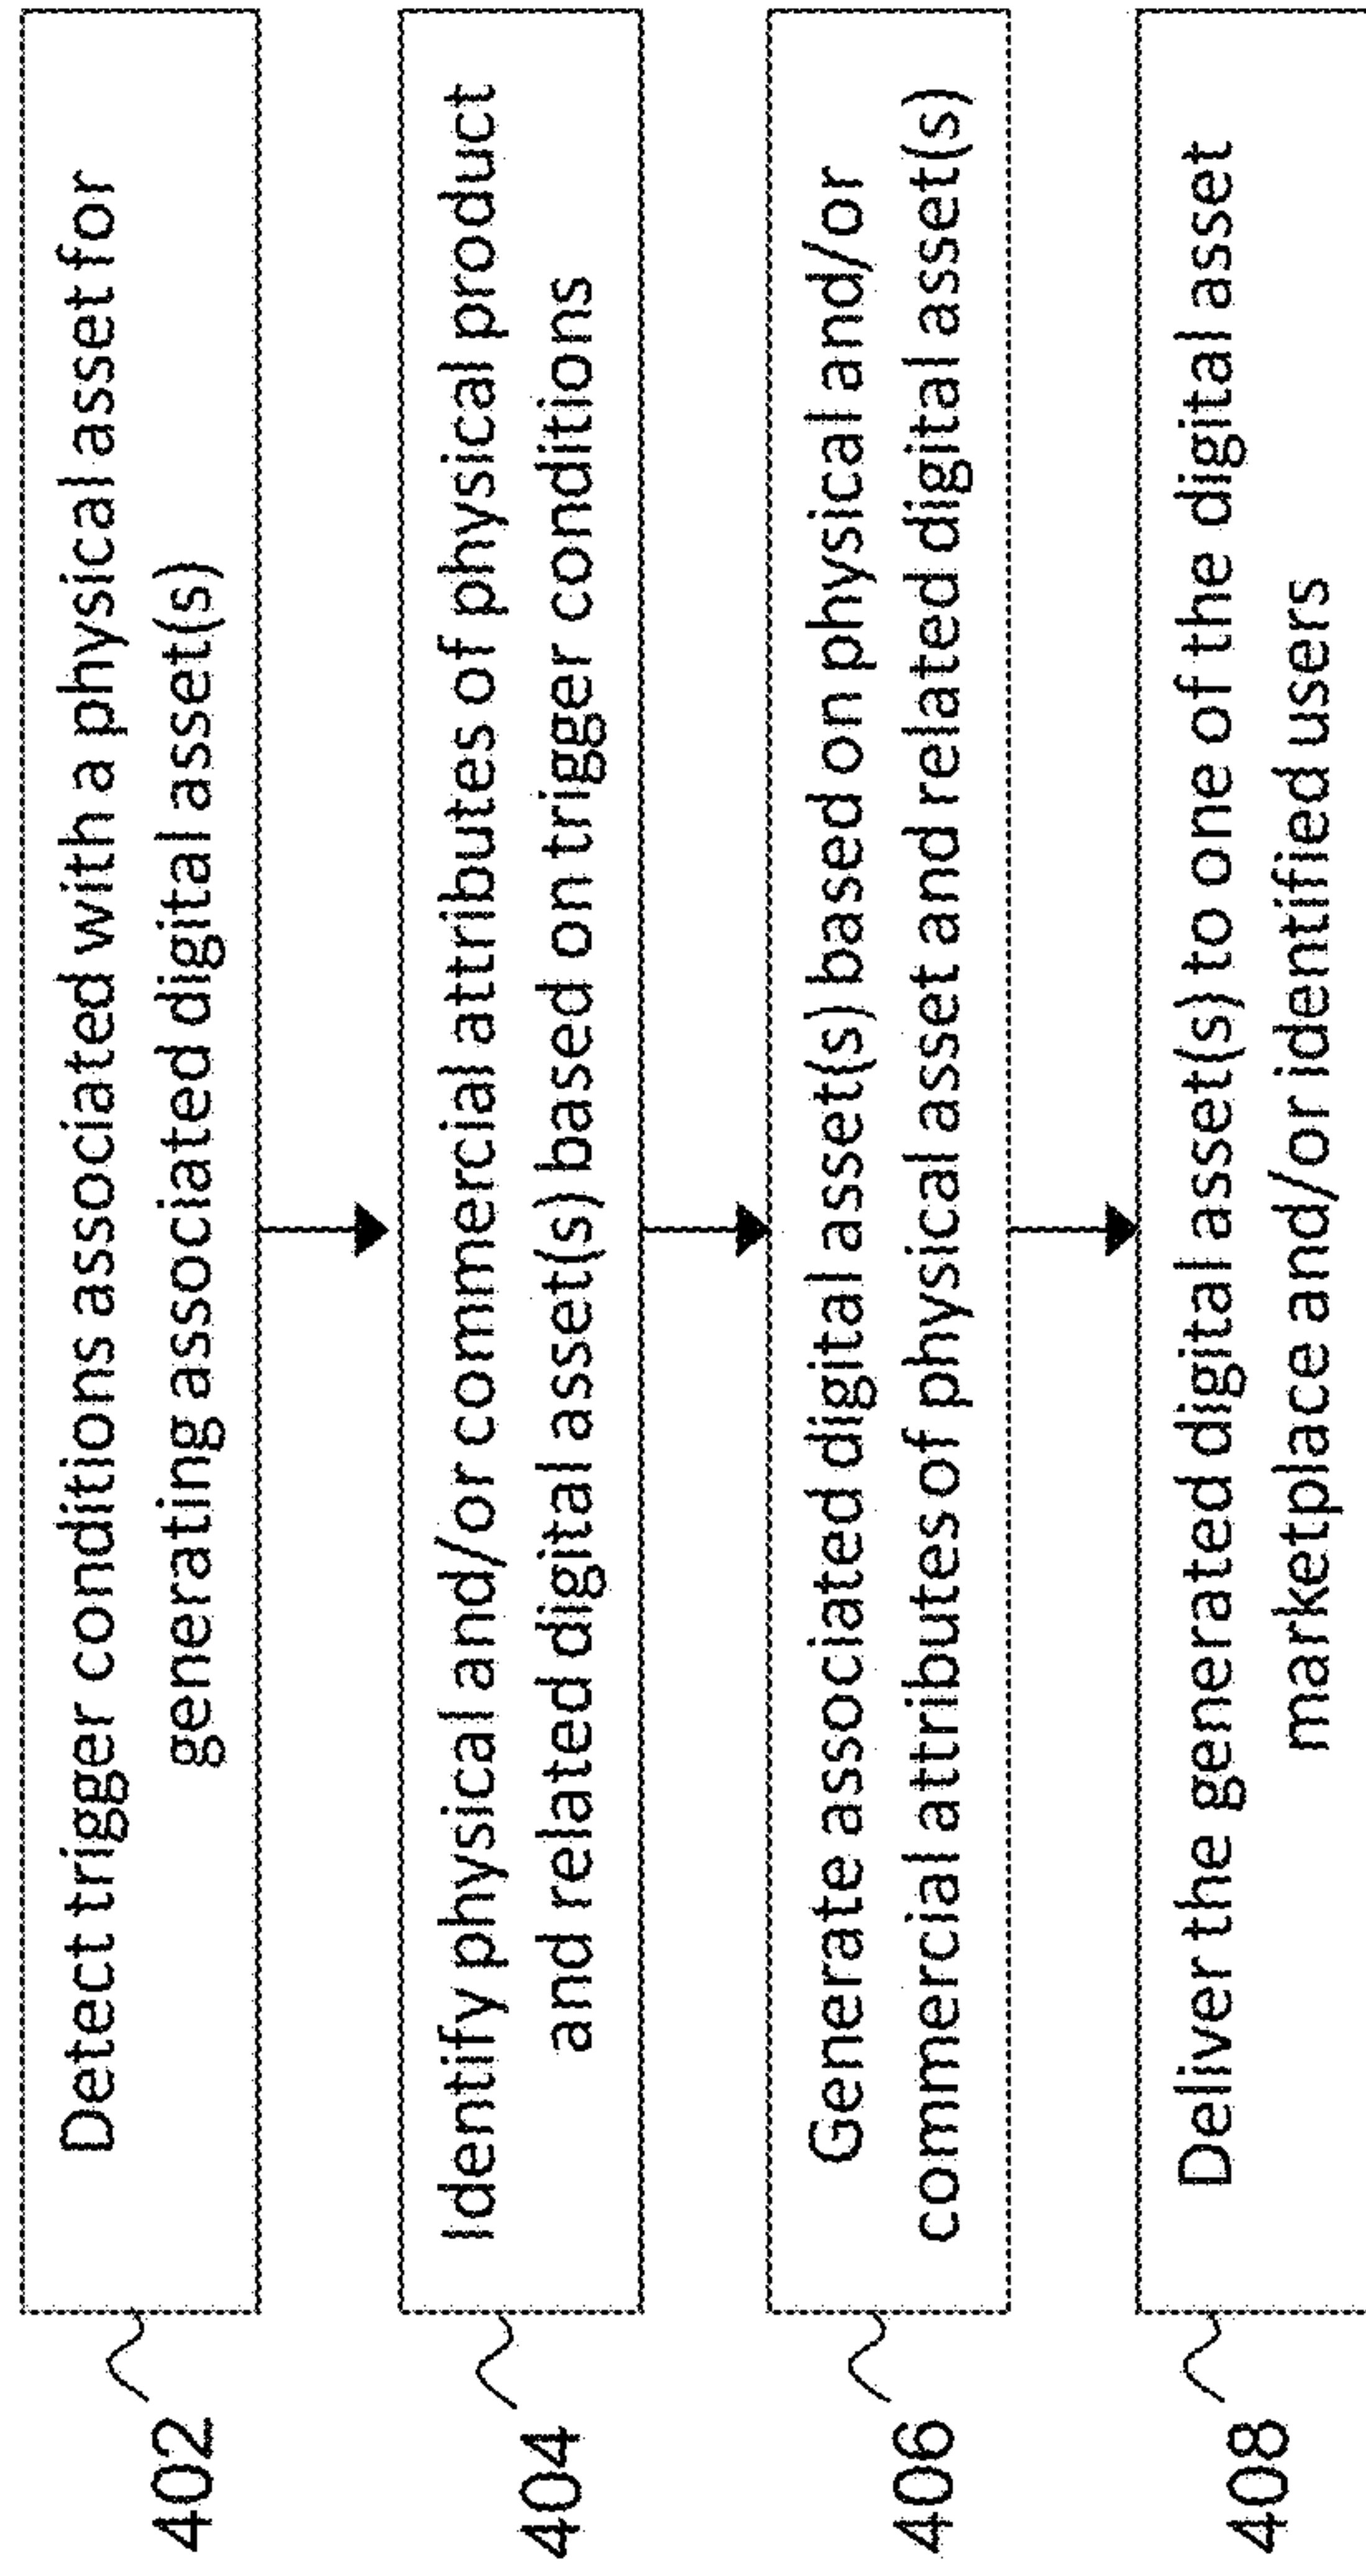 402
Detect trigger conditions associated with a physical asset for
generating associated digital asset(s)
404
Identify physical and/or commercial attributes of physical product
and related digital asset(s) based on trigger conditions
406
Generate associated digital asset(s) based on physical and/or
commercial attributes of physical asset and related digital asset(s)
408
Deliver the generated digital asset(s) to one of the digital asset
marketplace and/or identified users